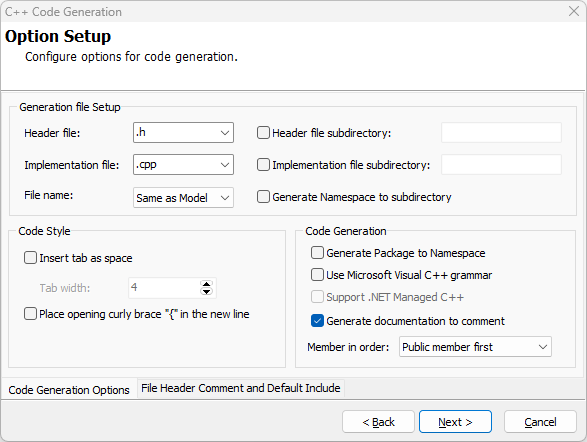 C++ Code Generation
Option Setup
Configure options for code generation.
Generation file Setup
Header file: .h Header file subdirectory:
Implementation file: .cpp Implementation file subdirectory:
File name: Same as Model Generate Namespace to subdirectory
Code Style
Insert tab as space
Tab width: 4
Place opening curly brace "{" in the new line
Code Generation
Generate Package to Namespace
Use Microsoft Visual C++ grammar
Support .NET Managed C++
Generate documentation to comment
Member in order: Public member first
Code Generation Options File Header Comment and Default Include
< Back Next > Cancel